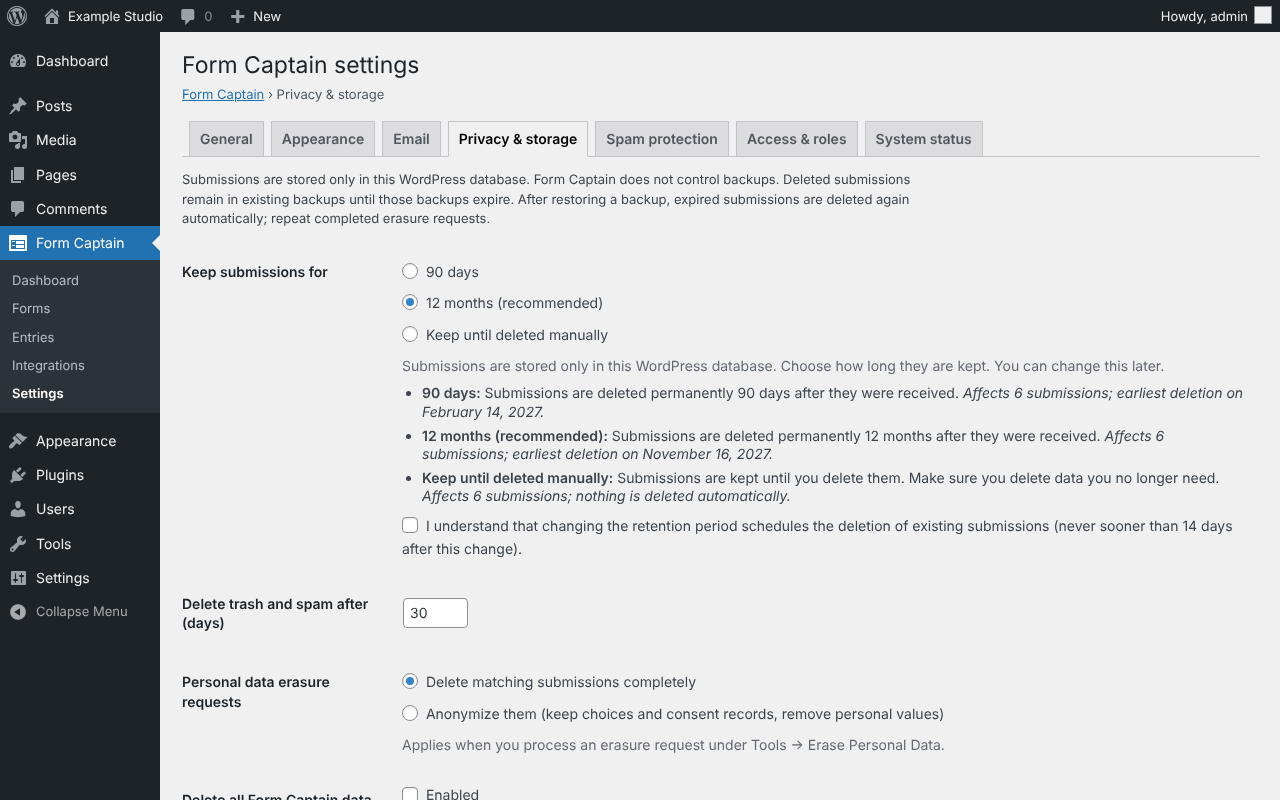 Example Studio
0
New
Howdy, admin
Dashboard
Posts
Media
Pages
Comments
Form Captain
Dashboard
Forms
Entries
Integrations
Settings
Appearance
Plugins
Users
Tools
Settings
Collapse Menu
Form Captain settings
Form Captain › Privacy & storage
General
Appearance
Email
Privacy & storage
Spam protection
Access & roles
System status
Submissions are stored only in this WordPress database. Form Captain does not control backups. Deleted submissions
remain in existing backups until those backups expire. After restoring a backup, expired submissions are deleted again
automatically; repeat completed erasure requests.
Keep submissions for
90 days
12 months (recommended)
Keep until deleted manually
Submissions are stored only in this WordPress database. Choose how long they are kept. You can change this later.
• 90 days: Submissions are deleted permanently 90 days after they were received. Affects 6 submissions; earliest deletion on
February 14, 2027.
• 12 months (recommended): Submissions are deleted permanently 12 months after they were received. Affects 6
submissions; earliest deletion on November 16, 2027.
• Keep until deleted manually: Submissions are kept until you delete them. Make sure you delete data you no longer need.
Affects 6 submissions; nothing is deleted automatically.
I understand that changing the retention period schedules the deletion of existing submissions (never sooner than 14 days
after this change).
Delete trash and spam after
(days)
30
Personal data erasure
requests
Delete matching submissions completely
Anonymize them (keep choices and consent records, remove personal values)
Applies when you process an erasure request under Tools → Erase Personal Data.
Delete all Form Captain data
Enabled